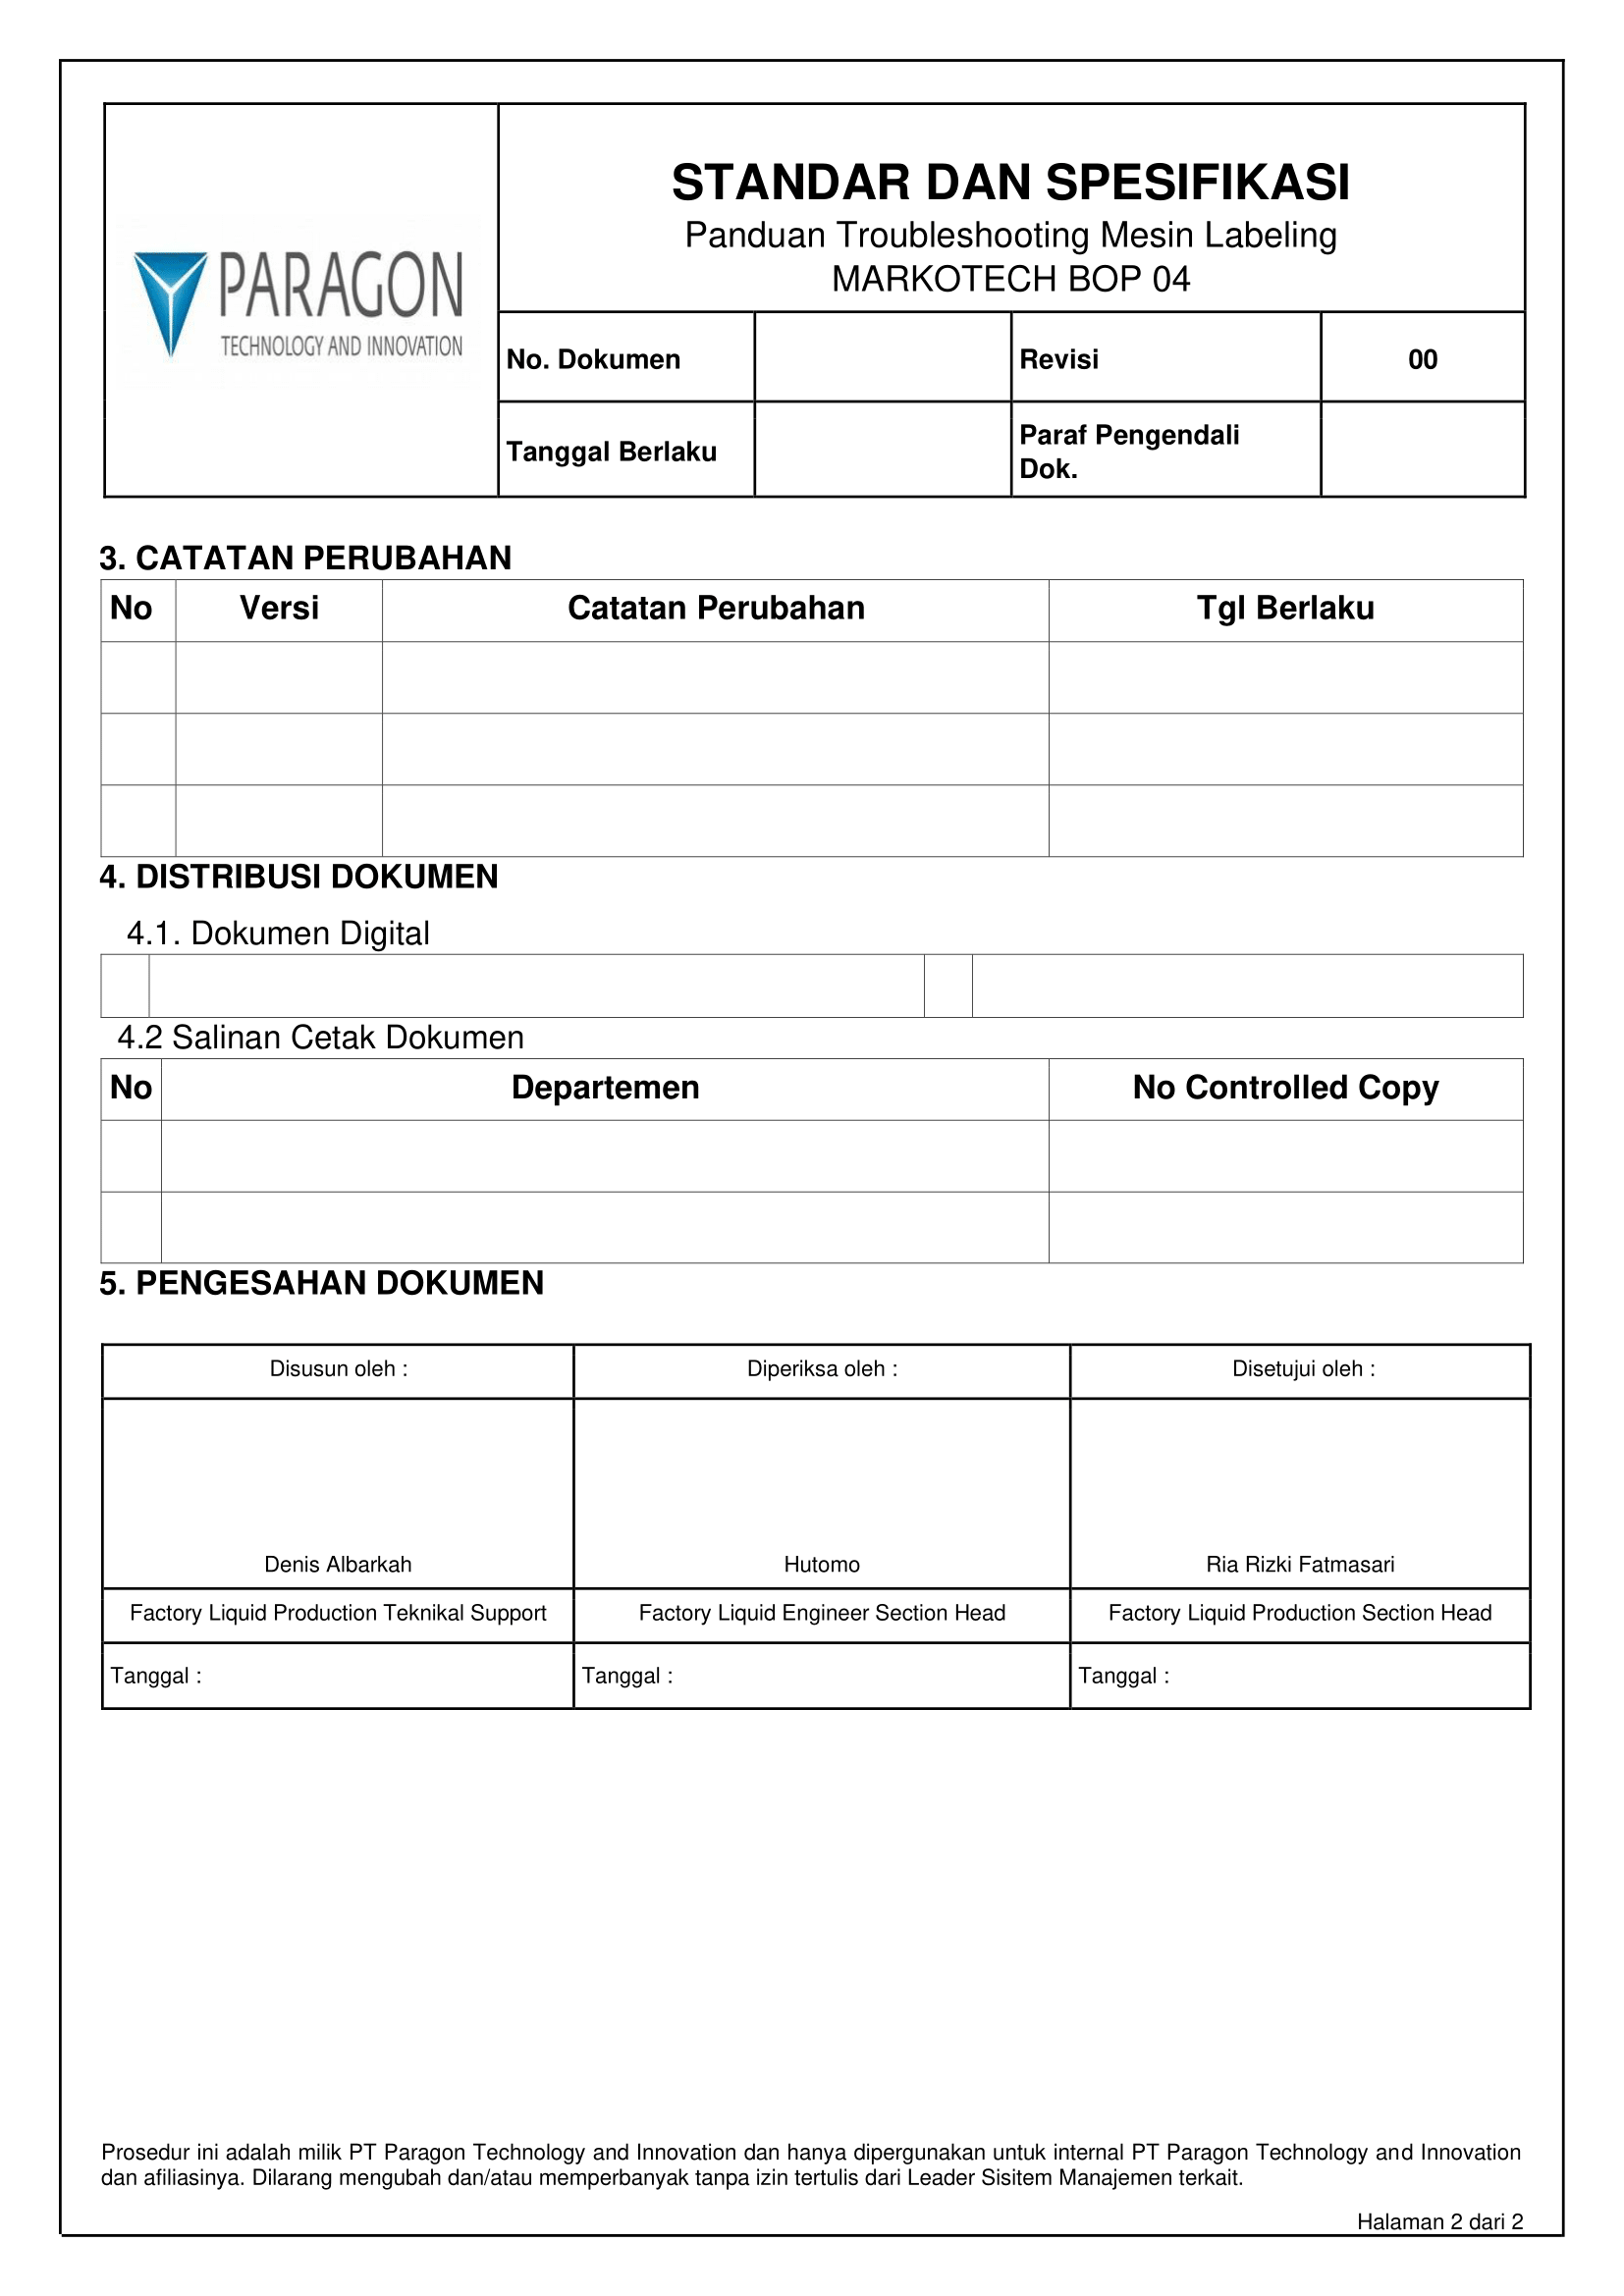 PARAGON
TECHNOLOGY AND INNOVATION
STANDAR DAN SPESIFIKASI
Panduan Troubleshooting Mesin Labeling
MARKOTECH BOP 04
No. Dokumen
Revisi
00
Tanggal Berlaku
Paraf Pengendali
Dok.
3. CATATAN PERUBAHAN
No Versi Catatan Perubahan Tgl Berlaku
4. DISTRIBUSI DOKUMEN
4.1. Dokumen Digital
4.2 Salinan Cetak Dokumen
No Departemen No Controlled Copy
5. PENGESAHAN DOKUMEN
Disusun oleh : Diperiksa oleh : Disetujui oleh :
Denis Albarkah Hutomo Ria Rizki Fatmasari
Factory Liquid Production Teknikal Support Factory Liquid Engineer Section Head Factory Liquid Production Section Head
Tanggal : Tanggal : Tanggal :
Prosedur ini adalah milik PT Paragon Technology and Innovation dan hanya dipergunakan untuk internal PT Paragon Technology and Innovation
dan afiliasinya. Dilarang mengubah dan/atau memperbanyak tanpa izin tertulis dari Leader Sisitem Manajemen terkait.
Halaman 2 dari 2